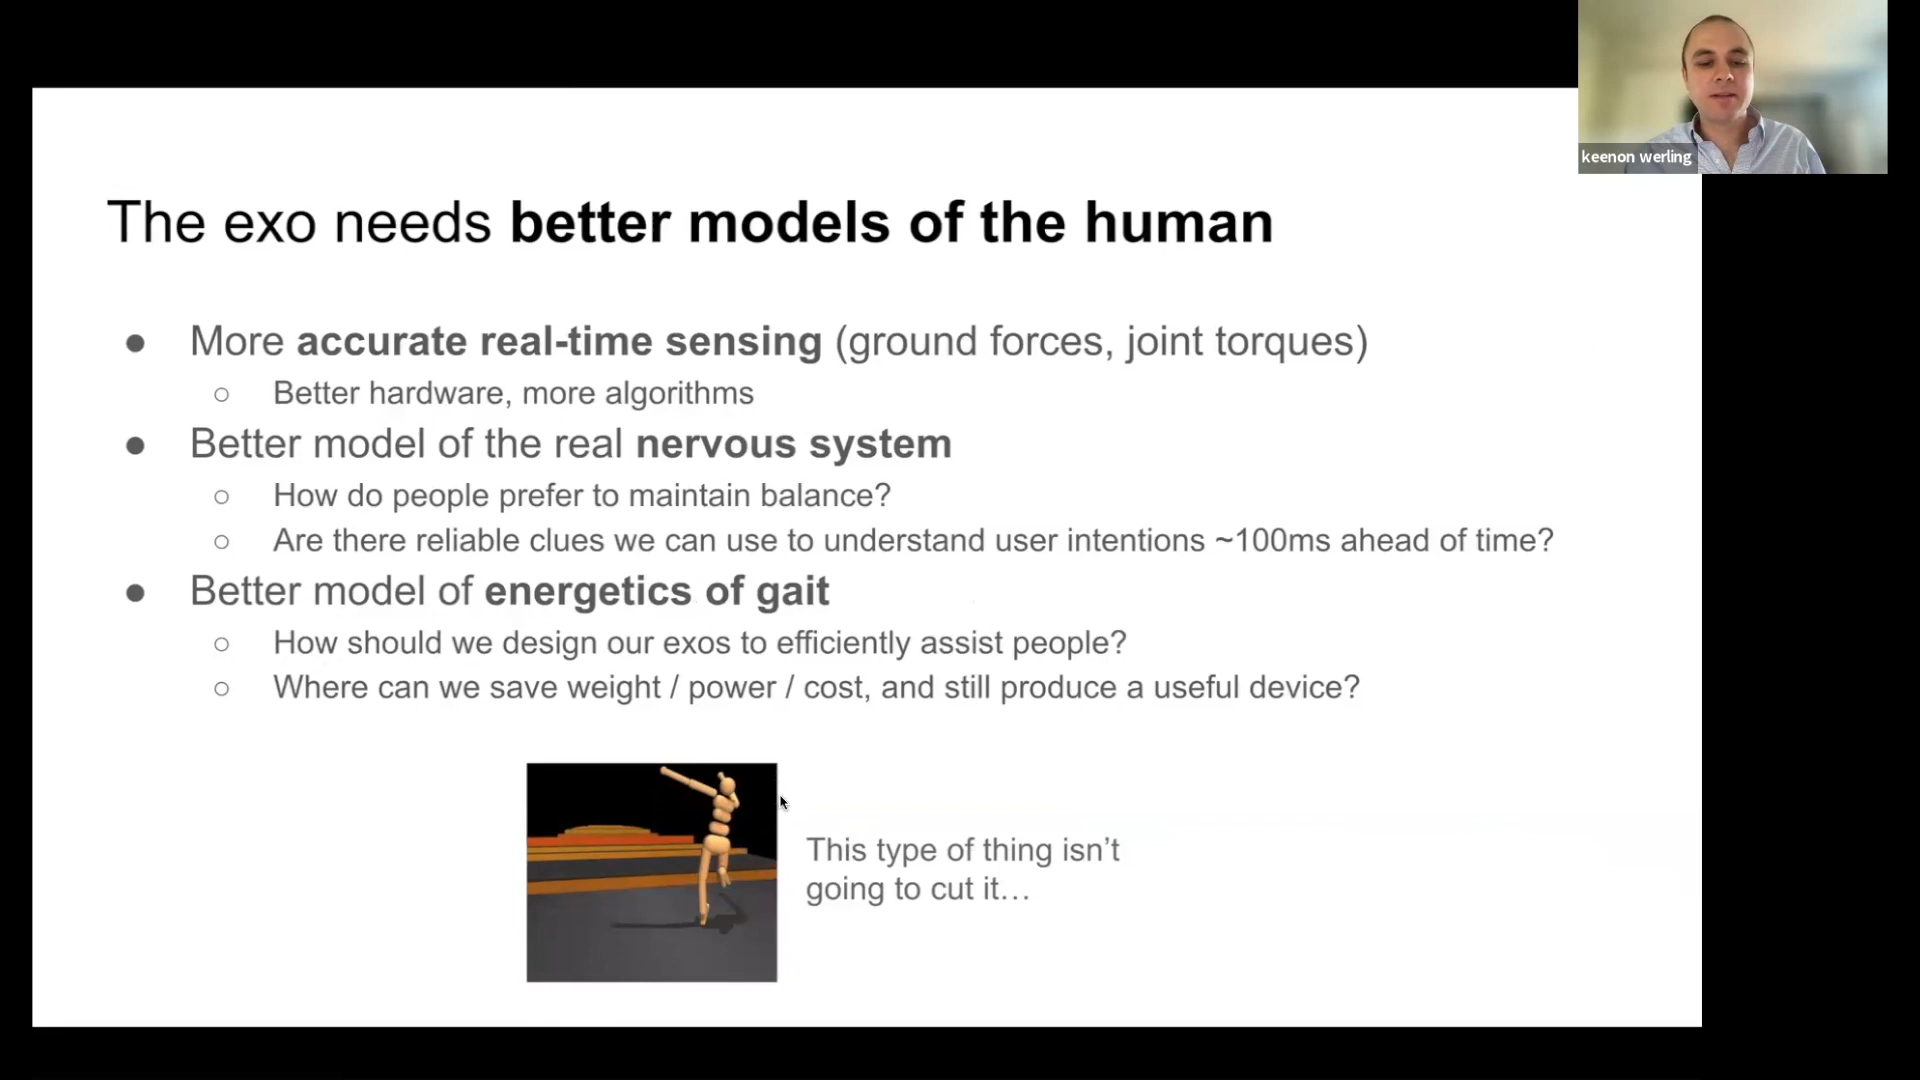 keenon werling
The exo needs better models of the human
● More accurate real-time sensing (ground forces, joint torques)
○ Better hardware, more algorithms
● Better model of the real nervous system
○ How do people prefer to maintain balance?
○ Are there reliable clues we can use to understand user intentions ~100ms ahead of time?
● Better model of energetics of gait
○ How should we design our exos to efficiently assist people?
○ Where can we save weight / power / cost, and still produce a useful device?
This type of thing isn’t
going to cut it…